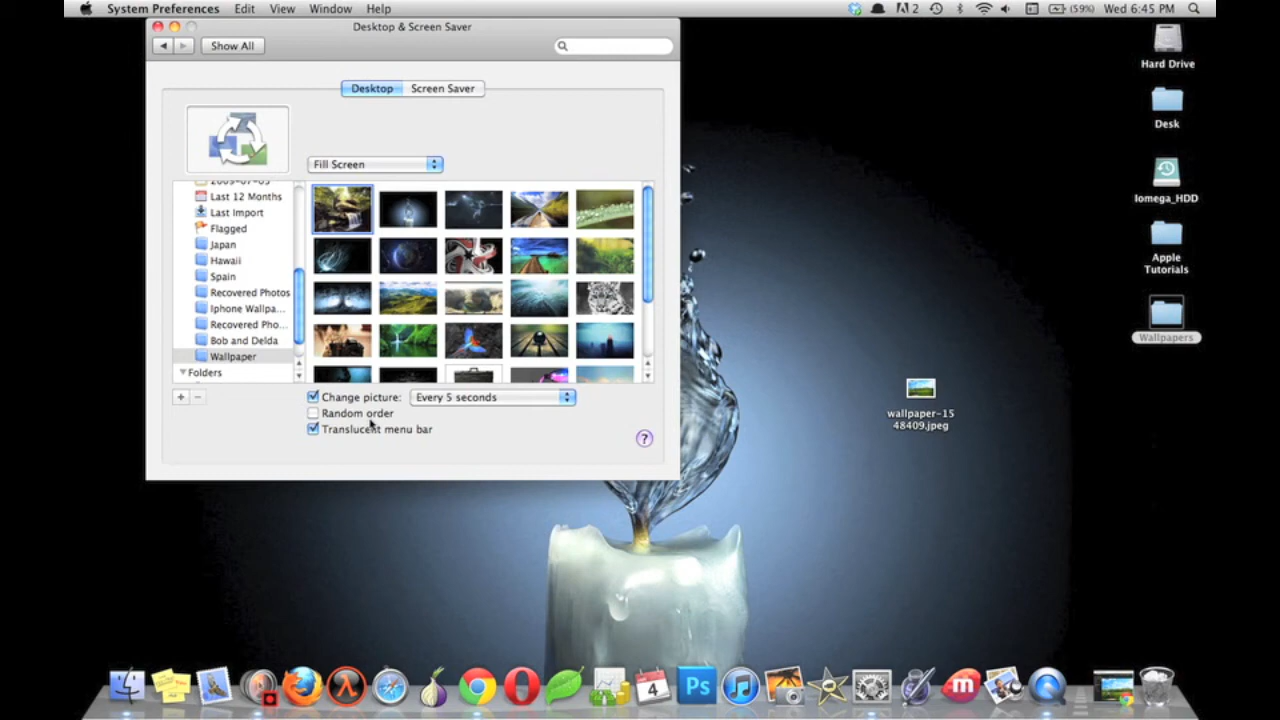 System Preferences Edit View Window Help
2 (59%) Wed 6:45 PM
Desktop & Screen Saver
Show All
Desktop Screen Saver
Fill Screen
Last 12 Months
Last Import
Flagged
Japan
Hawaii
Spain
Recovered Photos
Iphone Wallpa...
Recovered Pho...
Bob and Delda
Wallpaper
Folders
Change picture: Every 5 seconds
Random order
Translucent menu bar
?
Hard Drive
Desk
Iomega_HDD
Apple
Tutorials
Wallpapers
wallpaper-15
48409.jpeg
4
Ps
m